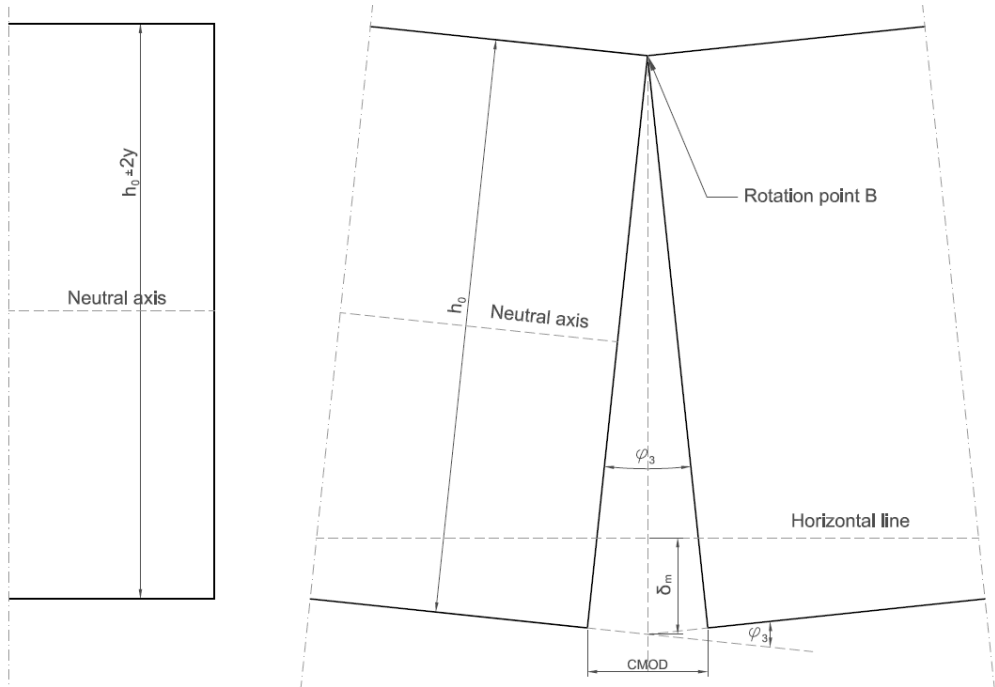 h₀ ±2y
Neutral axis
h₀
Neutral axis
Rotation point B
φ₃
Horizontal line
δₘ
φ₃
CMOD